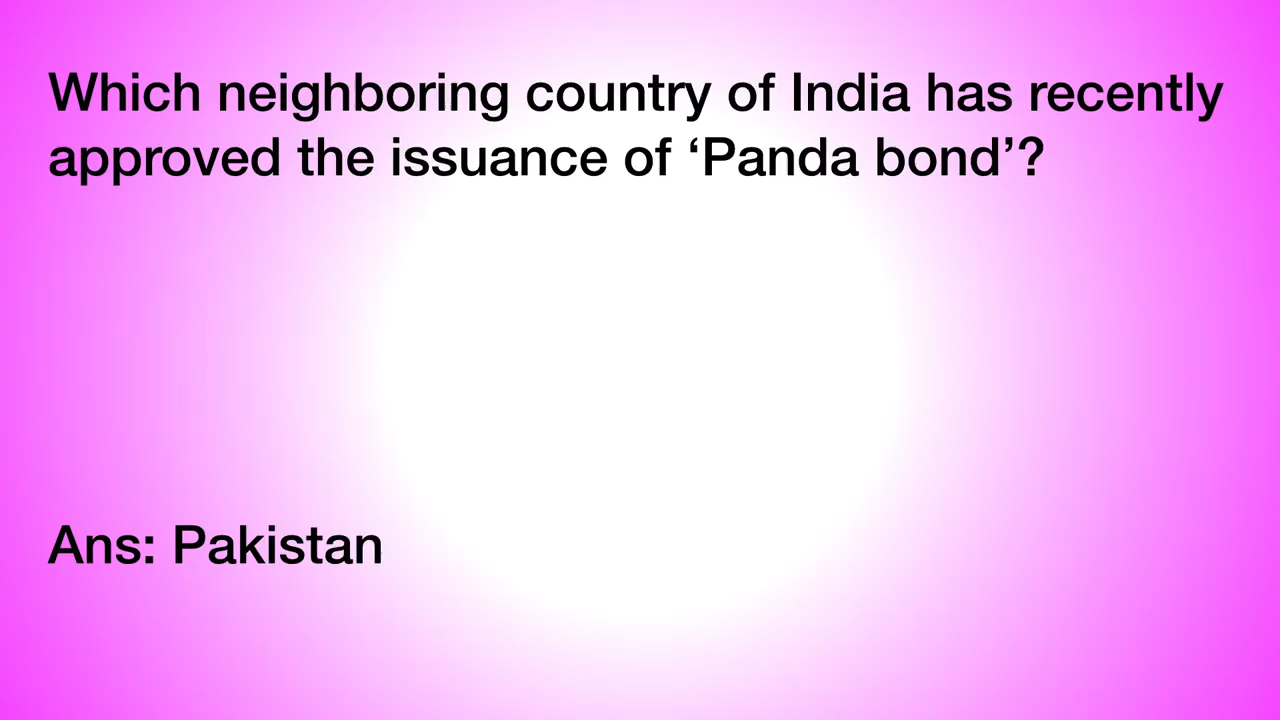 Which neighboring country of India has recently
approved the issuance of ‘Panda bond’?
Ans: Pakistan